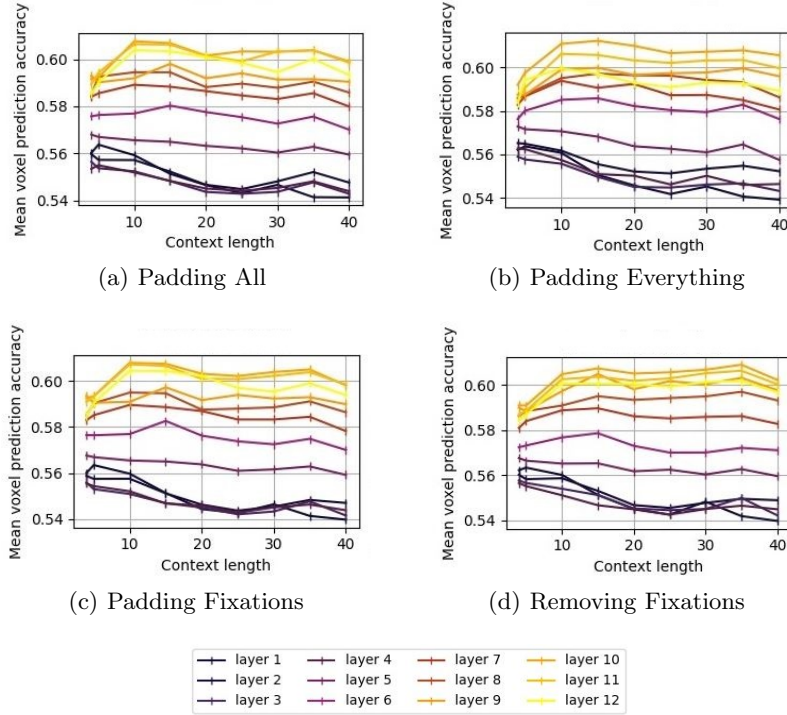 Mean voxel prediction accuracy
0.60
0.58
0.56
0.54
10 20 30 40
Context length
(a) Padding All
Mean voxel prediction accuracy
0.60
0.58
0.56
0.54
10 20 30 40
Context length
(b) Padding Everything
Mean voxel prediction accuracy
0.60
0.58
0.56
0.54
10 20 30 40
Context length
(c) Padding Fixations
Mean voxel prediction accuracy
0.60
0.58
0.56
0.54
10 20 30 40
Context length
(d) Removing Fixations
layer 1 layer 4 layer 7 layer 10
layer 2 layer 5 layer 8 layer 11
layer 3 layer 6 layer 9 layer 12